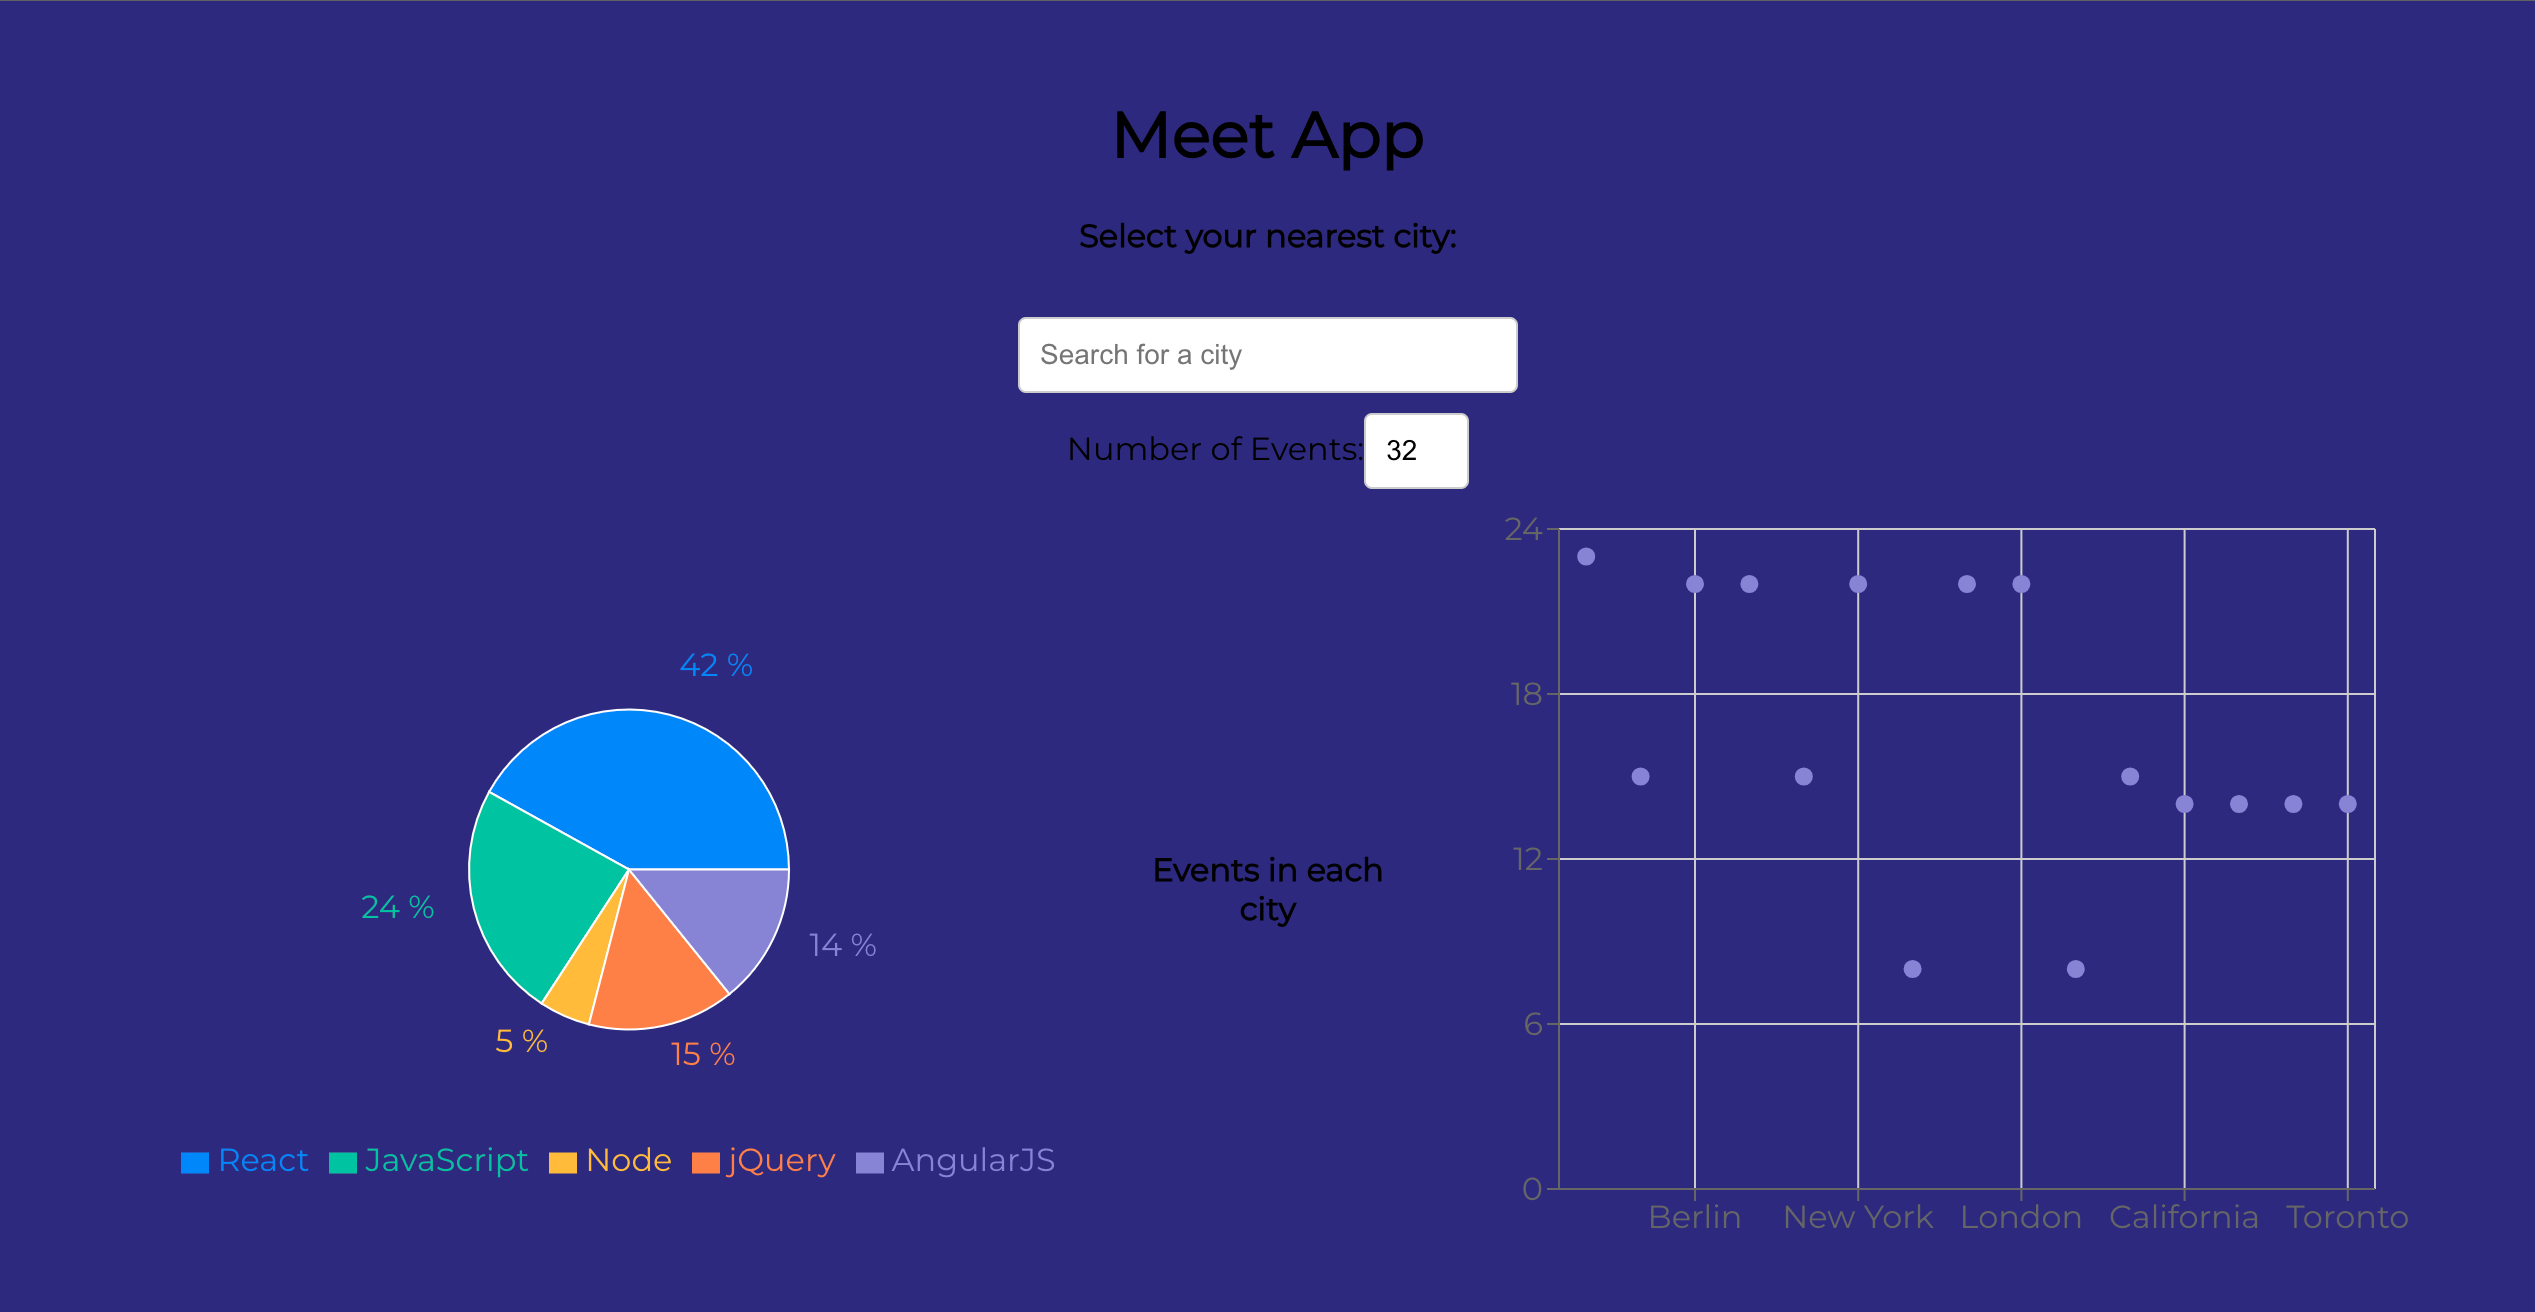 Meet App
Select your nearest city:
Search for a city
Number of Events: 32
42 %
24 %
14 %
5 %
15 %
React JavaScript Node jQuery AngularJS
Events in each
city
24
18
12
6
0
Berlin New York London California Toronto